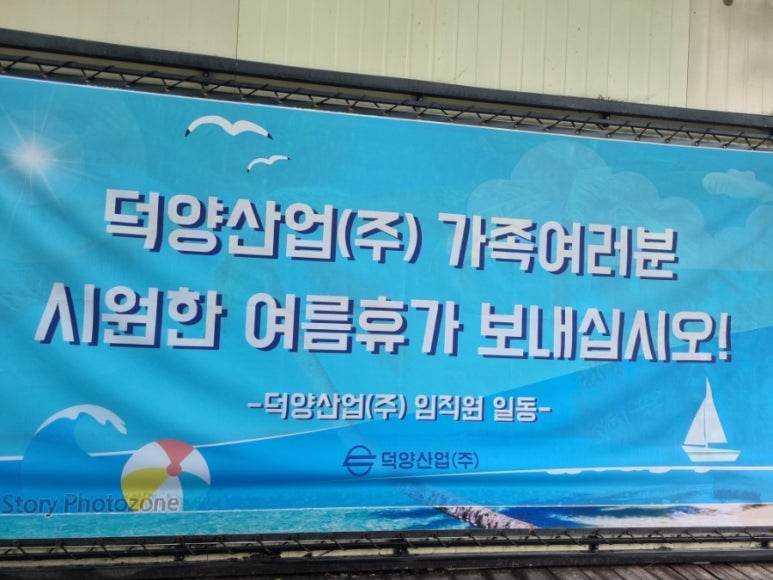 덕양산업(주) 가족여러분
시원한 여름휴가 보내십시오!
-덕양산업(주) 임직원 일동-
덕양산업(주)
Story Photozone